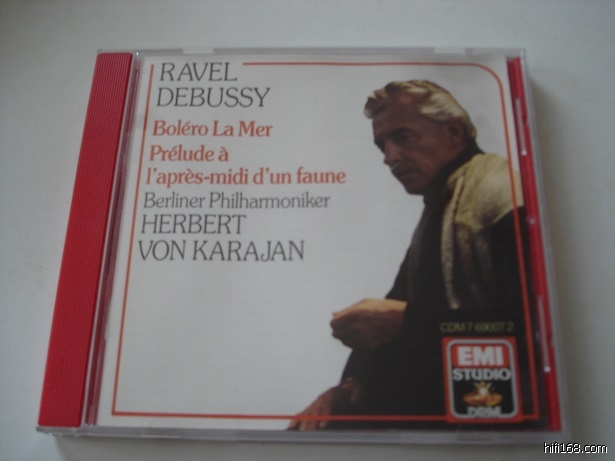 RAVEL
DEBUSSY
Boléro La Mer
Prélude à
l'après-midi d'un faune
Berliner Philharmoniker
HERBERT
VON KARAJAN
CDM 7 69007 2
EMI
STUDIO
DRM
hifi168.com